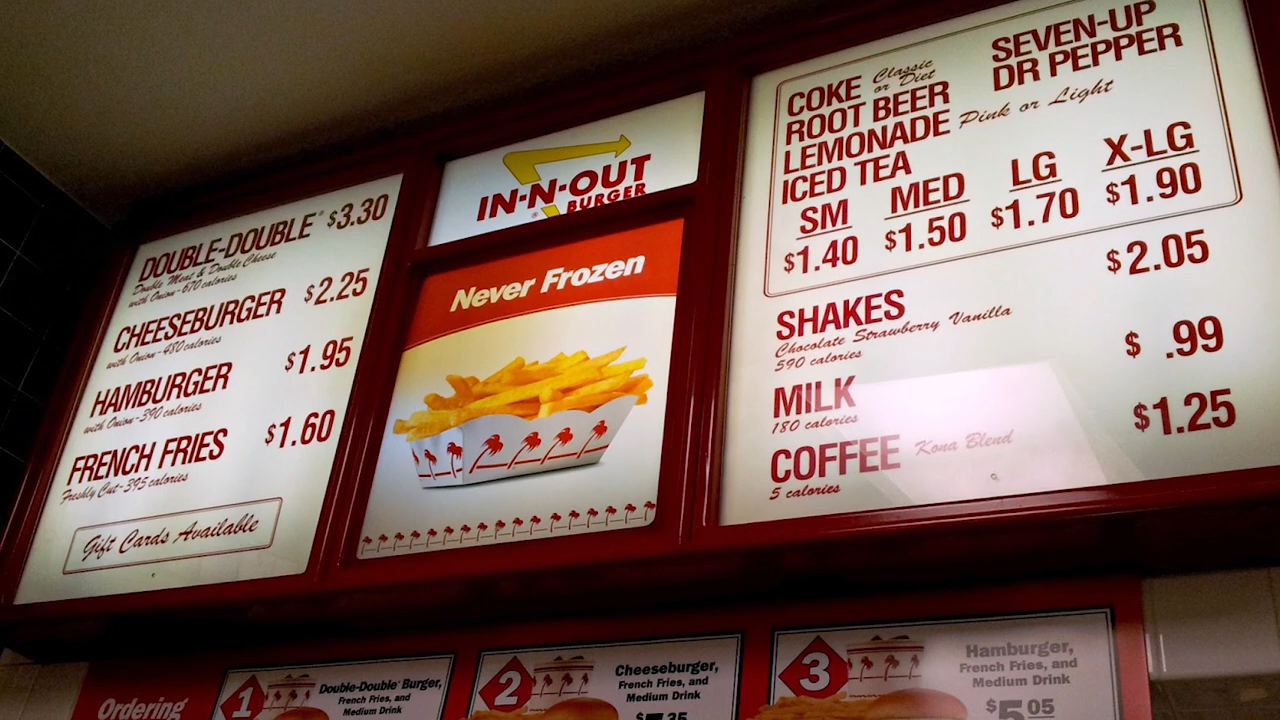 DOUBLE-DOUBLE® $3.30
Double Meat & Double Cheese
with Onion-670 calories
CHEESEBURGER $2.25
with Onion-480 calories
HAMBURGER $1.95
with Onion-390 calories
FRENCH FRIES $1.60
Freshly Cut-395 calories
Gift Cards Available
IN-N-OUT
BURGER
Never Frozen
COKE Classic or Diet SEVEN-UP
ROOT BEER DR PEPPER
LEMONADE Pink or Light
ICED TEA
SM MED LG X-LG
$1.40 $1.50 $1.70 $1.90
SHAKES $2.05
Chocolate Strawberry Vanilla
590 calories
MILK $ .99
180 calories
COFFEE Kona Blend $1.25
5 calories
Ordering
1 Double-Double® Burger,
French Fries, and
Medium Drink
2 Cheeseburger,
French Fries, and
Medium Drink
3 Hamburger,
French Fries, and
Medium Drink
$5.05